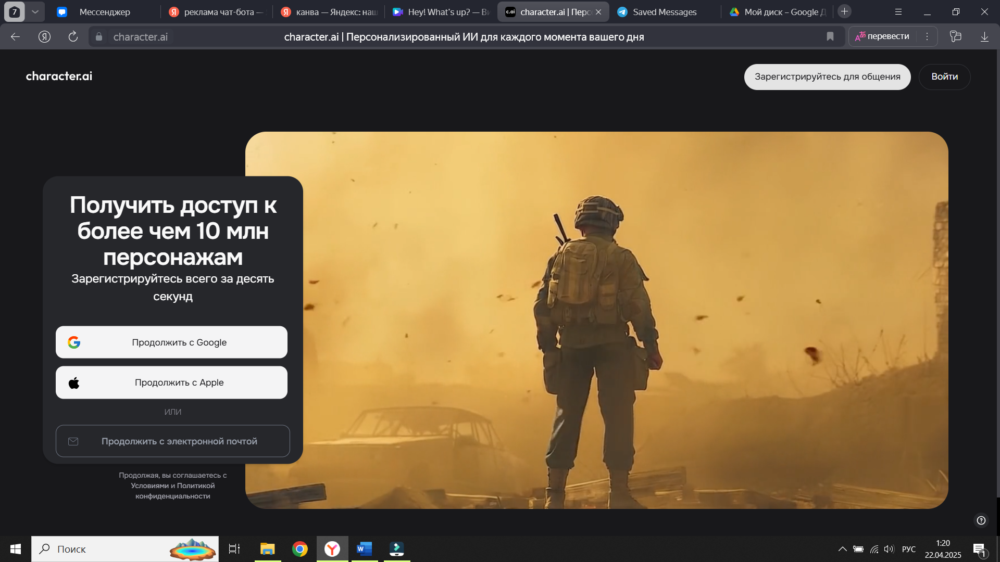 7
Мессенджер
реклама чат-бота —
канва — Яндекс: наш
Hey! What's up? — Ви
character.ai | Перс
Saved Messages
Мой диск – Google Д
character.ai
character.ai | Персонализированный ИИ для каждого момента вашего дня
перевести
character.ai
Зарегистрируйтесь для общения
Войти
Получить доступ к
более чем 10 млн
персонажам
Зарегистрируйтесь всего за десять
секунд
Продолжить с Google
Продолжить с Apple
ИЛИ
Продолжить с электронной почтой
Продолжая, вы соглашаетесь с
Условиями и Политикой
конфиденциальности
Поиск
РУС
1:20
22.04.2025
1